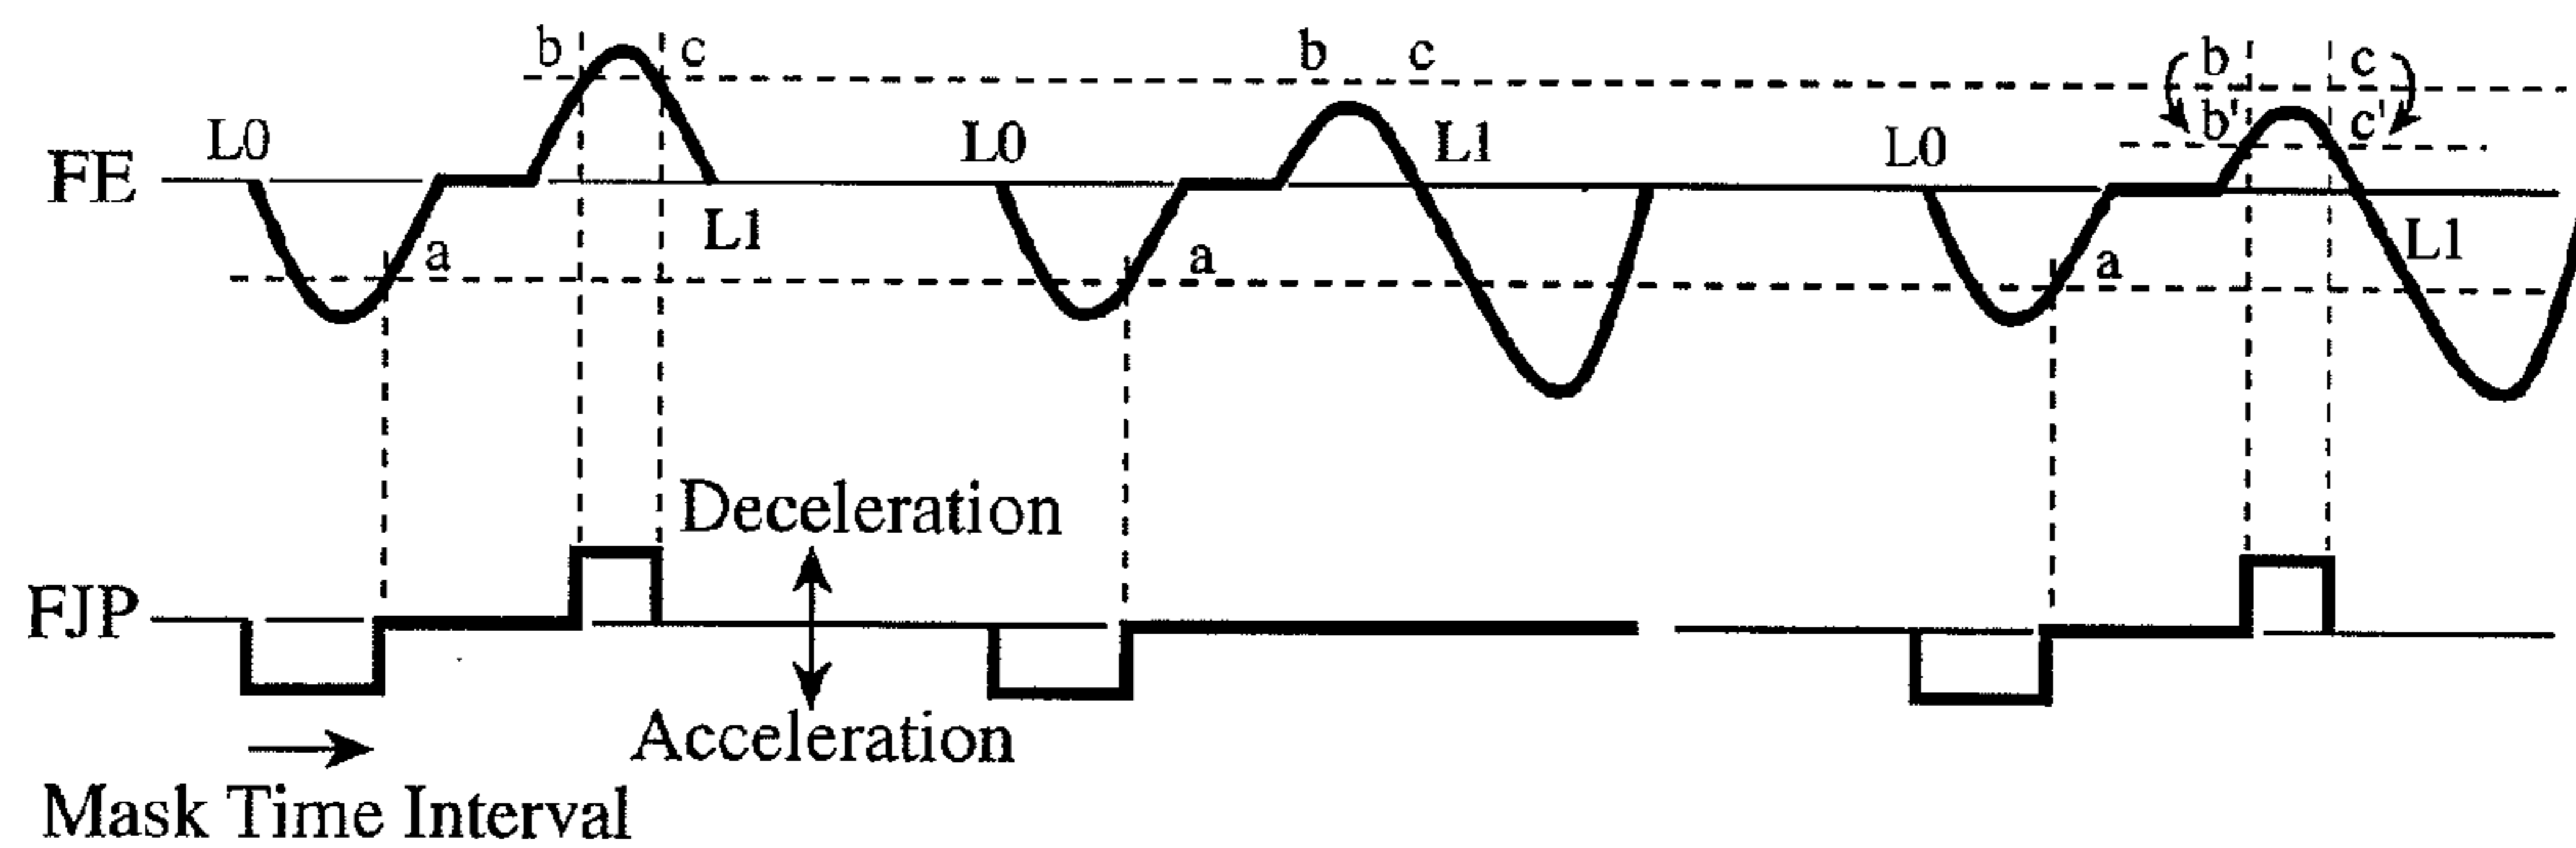 b c b c b c
L0 L0 L1 L0 b' c'
FE
L1 L1
a a a
Deceleration
FJP
Acceleration
Mask Time Interval